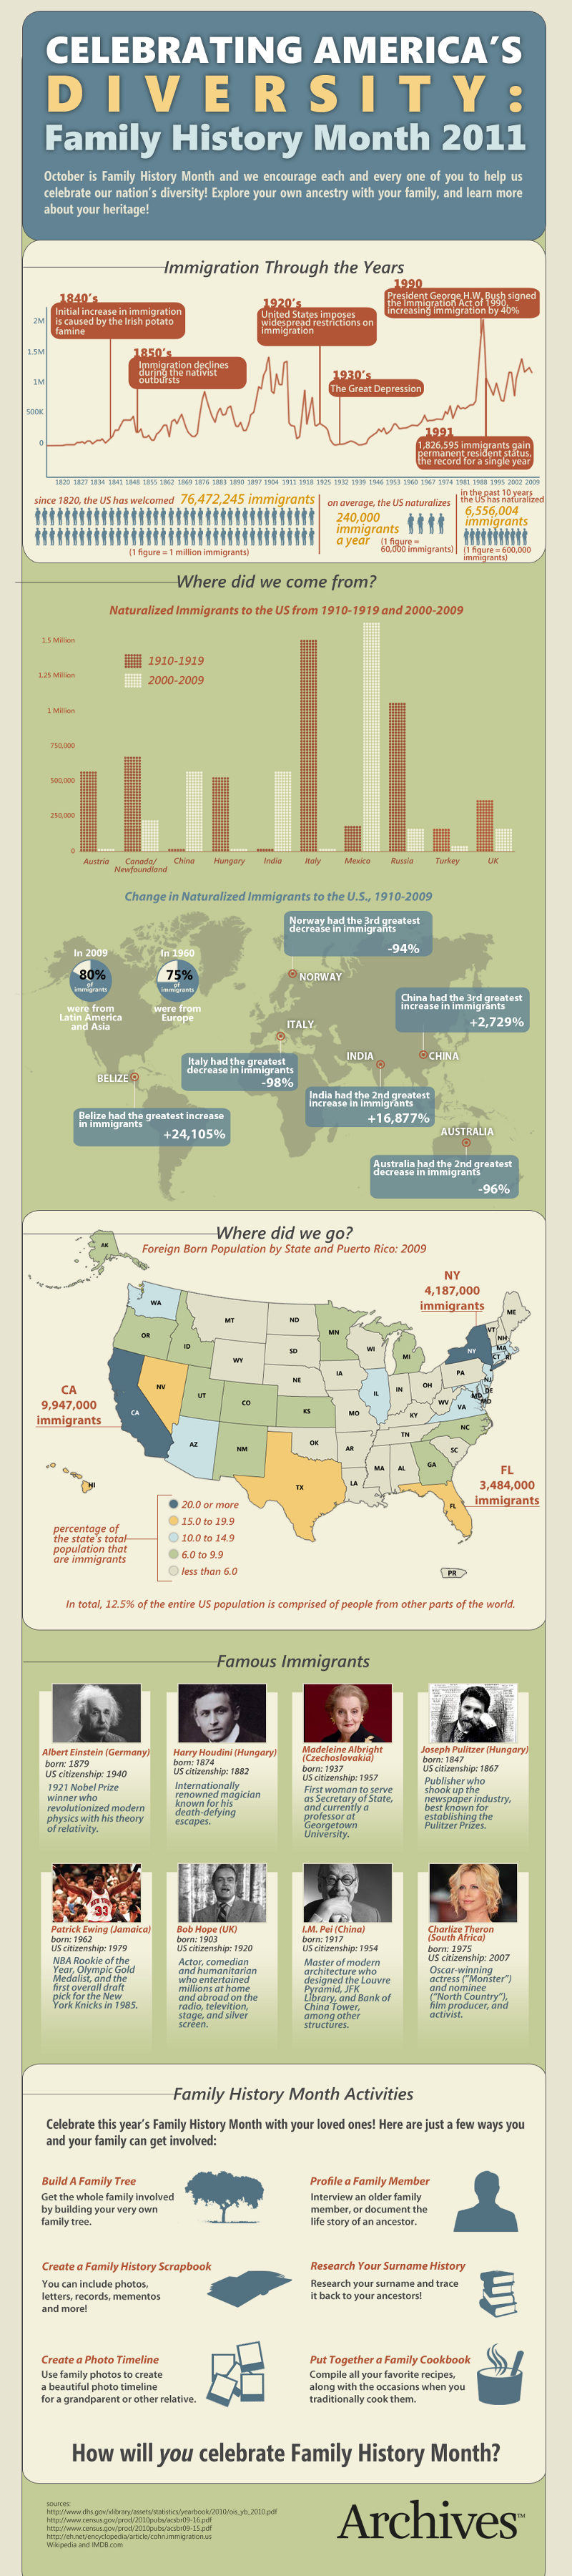 CELEBRATING AMERICA'S
DIVERSITY:
Family History Month 2011
October is Family History Month and we encourage each and every one of you to help us
celebrate our nation's diversity! Explore your own ancestry with your family, and learn more
about your heritage!
Immigration Through the Years
1840's
Initial increase in immigration
is caused by the Irish potato
famine
1850's
Immigration declines
during the nativist
outbursts
1920's
United States imposes
widespread restrictions on
immigration
1930's
The Great Depression
1990
President George H.W. Bush signed
the Immigration Act of 1990,
increasing immigration by 40%
1991
1,826,595 immigrants gain
permanent resident status,
the record for a single year
2M
1.5M
1M
500K
0
1820 1827 1834 1841 1848 1855 1862 1869 1876 1883 1890 1897 1904 1911 1918 1925 1932 1939 1946 1953 1960 1967 1974 1981 1988 1995 2002 2009
since 1820, the US has welcomed 76,472,245 immigrants
(1 figure = 1 million immigrants)
on average, the US naturalizes
240,000
immigrants
a year
(1 figure =
60,000 immigrants)
in the past 10 years
the US has naturalized
6,556,004
immigrants
(1 figure = 600,000
immigrants)
Where did we come from?
Naturalized Immigrants to the US from 1910-1919 and 2000-2009
1.5 Million
1.25 Million
1 Million
750,000
500,000
250,000
0
1910-1919
2000-2009
Austria
Canada/
Newfoundland
China
Hungary
India
Italy
Mexico
Russia
Turkey
UK
Change in Naturalized Immigrants to the U.S., 1910-2009
In 2009
80%
of
immigrants
were from
Latin America
and Asia
In 1960
75%
of
immigrants
were from
Europe
Norway had the 3rd greatest
decrease in immigrants
-94%
NORWAY
China had the 3rd greatest
increase in immigrants
+2,729%
CHINA
ITALY
Italy had the greatest
decrease in immigrants
-98%
INDIA
India had the 2nd greatest
increase in immigrants
+16,877%
BELIZE
Belize had the greatest increase
in immigrants
+24,105%
AUSTRALIA
Australia had the 2nd greatest
decrease in immigrants
-96%
Where did we go?
Foreign Born Population by State and Puerto Rico: 2009
NY
4,187,000
immigrants
CA
9,947,000
immigrants
FL
3,484,000
immigrants
AK
WA
OR
ID
MT
ND
MN
WI
MI
ME
VT
NH
NY
MA
CT
RI
SD
WY
NE
IA
IL
IN
OH
PA
NJ
DE
MD
NV
UT
CO
KS
MO
KY
WV
VA
CA
AZ
NM
OK
AR
TN
NC
SC
TX
LA
MA
AL
GA
FL
HI
PR
percentage of
the state's total
population that
are immigrants
20.0 or more
15.0 to 19.9
10.0 to 14.9
6.0 to 9.9
less than 6.0
In total, 12.5% of the entire US population is comprised of people from other parts of the world.
Famous Immigrants
Albert Einstein (Germany)
born: 1879
US citizenship: 1940
1921 Nobel Prize
winner who
revolutionized modern
physics with his theory
of relativity.
Harry Houdini (Hungary)
born: 1874
US citizenship: 1882
Internationally
renowned magician
known for his
death-defying
escapes.
Madeleine Albright
(Czechoslavakia)
born: 1937
US citizenship: 1957
First woman to serve
as Secretary of State,
and currently a
professor at
Georgetown
University.
Joseph Pulitzer (Hungary)
born: 1847
US citizenship: 1867
Publisher who
shook up the
newspaper industry,
best known for
establishing the
Pulitzer Prizes.
Patrick Ewing (Jamaica)
born: 1962
US citizenship: 1979
NBA Rookie of the
Year, Olympic Gold
Medalist, and the
first overall draft
pick for the New
York Knicks in 1985.
Bob Hope (UK)
born: 1903
US citizenship: 1920
Actor, comedian
and humanitarian
who entertained
millions at home
and abroad on the
radio, televition,
stage, and silver
screen.
I.M. Pei (China)
born: 1917
US citizenship: 1954
Master of modern
architecture who
designed the Louvre
Pyramid, JFK
Library, and Bank of
China Tower,
among other
structures.
Charlize Theron
(South Africa)
born: 1975
US citizenship: 2007
Oscar-winning
actress ("Monster")
and nominee
("North Country"),
film producer, and
activist.
Family History Month Activities
Celebrate this year's Family History Month with your loved ones! Here are just a few ways you
and your family can get involved:
Build A Family Tree
Get the whole family involved
by building your very own
family tree.
Profile a Family Member
Interview an older family
member, or document the
life story of an ancestor.
Create a Family History Scrapbook
You can include photos,
letters, records, mementos
and more!
Research Your Surname History
Research your surname and trace
it back to your ancestors!
Create a Photo Timeline
Use family photos to create
a beautiful photo timeline
for a grandparent or other relative.
Put Together a Family Cookbook
Compile all your favorite recipes,
along with the occasions when you
traditionally cook them.
How will you celebrate Family History Month?
sources:
http://www.dhs.gov/xlibrary/assets/statistics/yearbook/2010/ois_yb_2010.pdf
http://www.census.gov/prod/2010pubs/acsbr09-16.pdf
http://www.census.gov/prod/2010pubs/acsbr09-15.pdf
http://eh.net/encyclopedia/article/cohn.immigration.us
Wikipedia and IMDB.com
Archives™